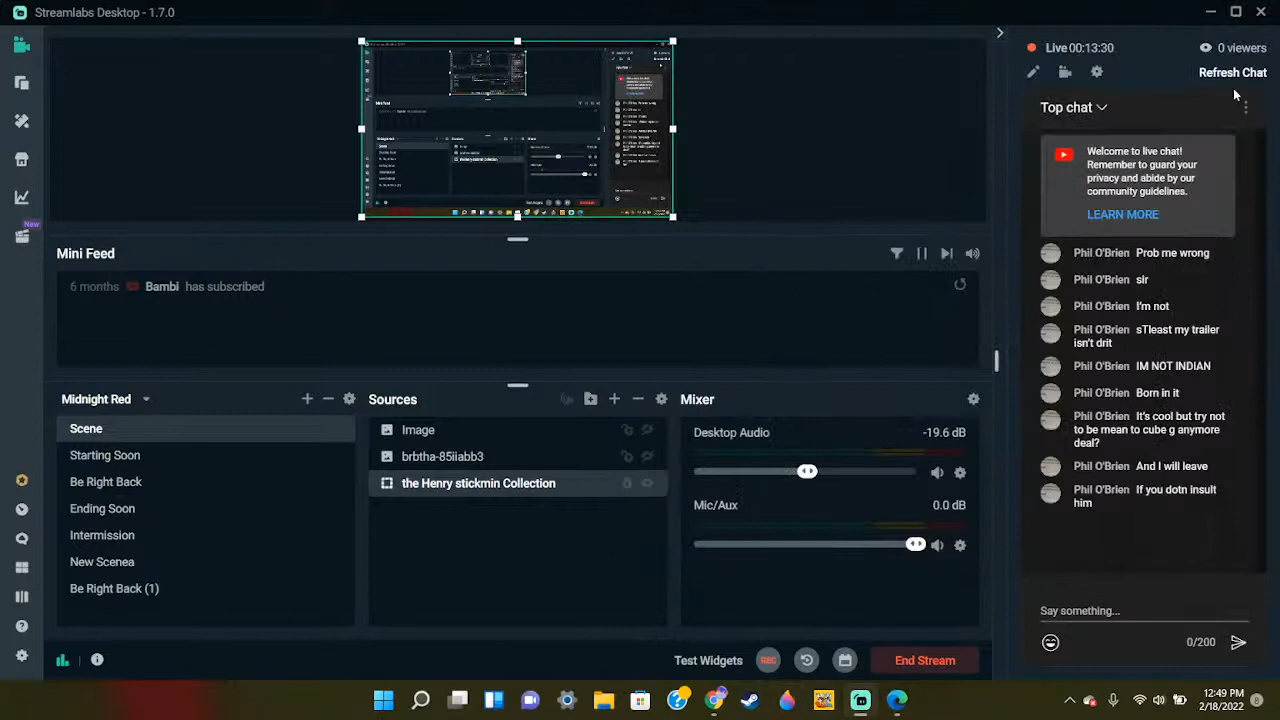 Streamlabs Desktop - 1.7.0
Live 00:13:30
viewers
Refresh Chat
Top chat
Welcome to live chat!
member to guard your
vacy and abide by our
mmunity guidelines.
LEARN MORE
New
Mini Feed
6 months Bambi has subscribed
Phil O'Brien Prob me wrong
Phil O'Brien sIr
Phil O'Brien I'm not
Phil O'Brien sTleast my trailer
isn't drit
Phil O'Brien IM NOT INDIAN
Phil O'Brien Born in it
Phil O'Brien It's cool but try not
to be mean to cube g anymore
deal?
Phil O'Brien And I will leave
Phil O'Brien If you dotn insult
him
Midnight Red
Scene
Starting Soon
Be Right Back
Ending Soon
Intermission
New Scenea
Be Right Back (1)
Sources
Image
brbtha-85iiabb3
the Henry stickmin Collection
Mixer
Desktop Audio -19.6 dB
Mic/Aux 0.0 dB
Say something...
0/200
Test Widgets
REC
End Stream
12:49 PM
2/18/2022
8